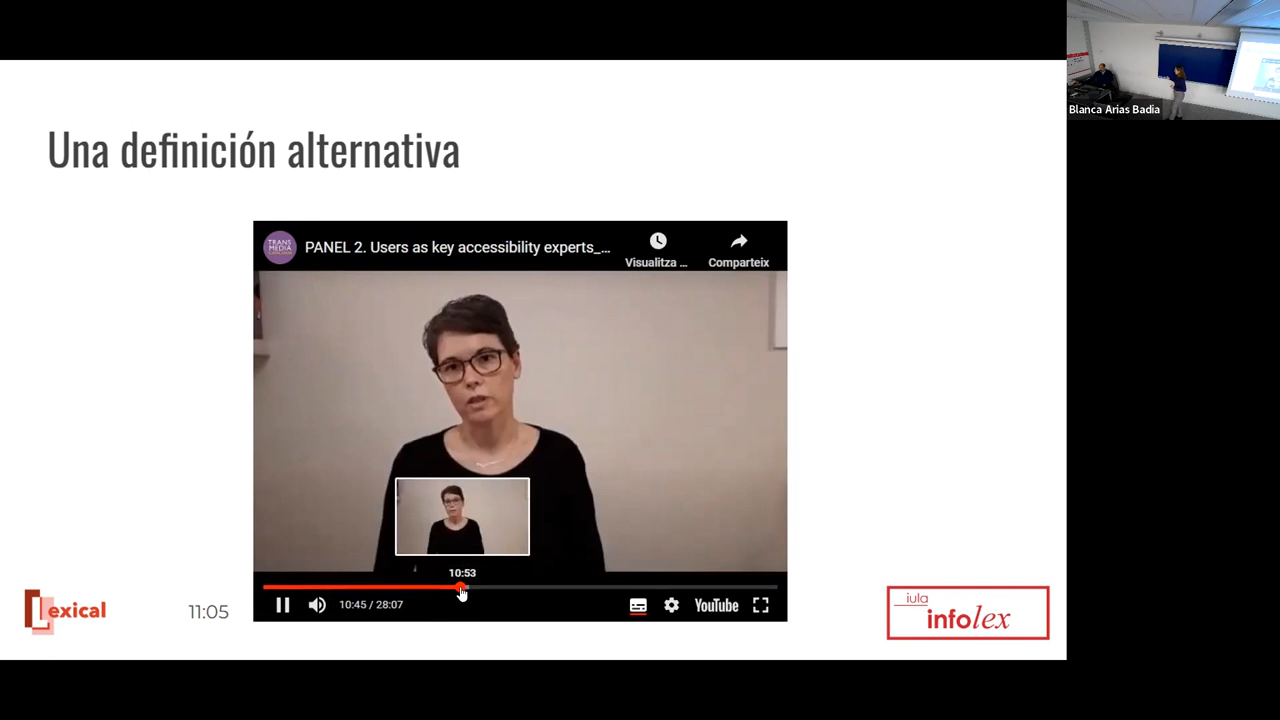 Una definición alternativa
TRANS
MEDIA
PANEL 2. Users as key accessibility experts_...
Visualitza ...
Comparteix
10:53
10:45 / 28:07
YouTube
Lexical
11:05
iula
infolex
Blanca Arias Badia